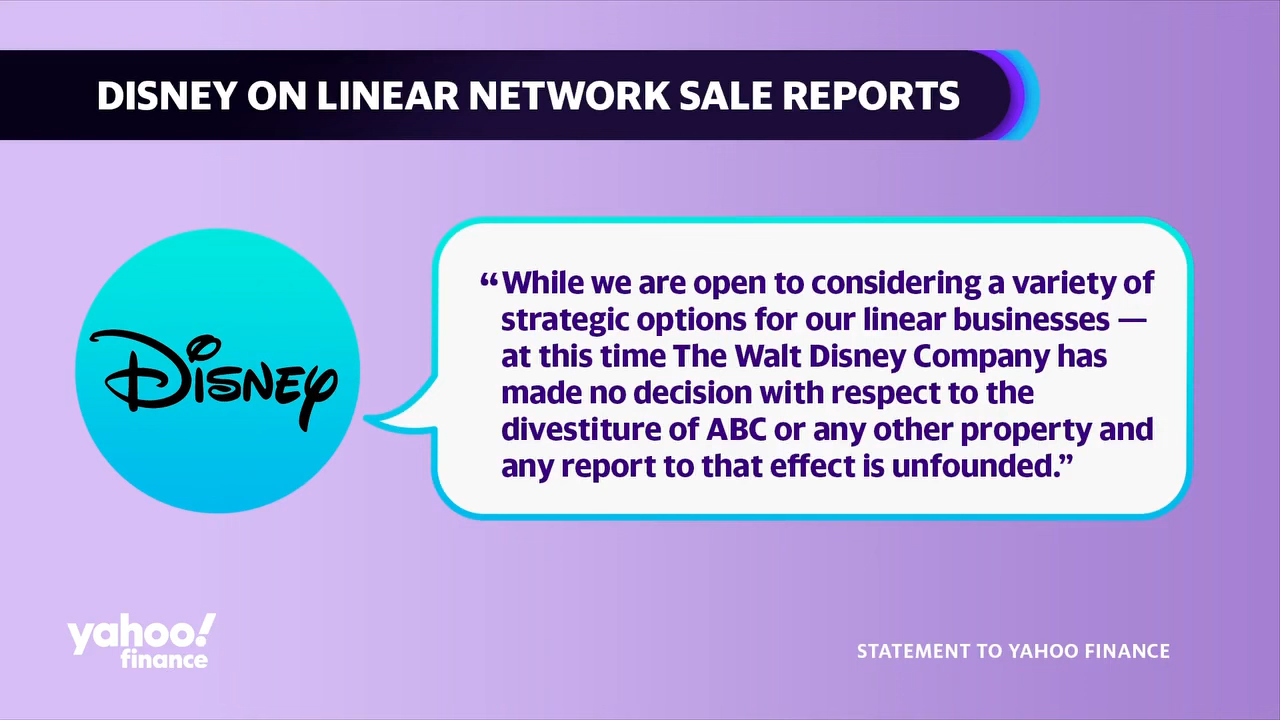 DISNEY ON LINEAR NETWORK SALE REPORTS
Disney
“While we are open to considering a variety of
strategic options for our linear businesses —
at this time The Walt Disney Company has
made no decision with respect to the
divestiture of ABC or any other property and
any report to that effect is unfounded.”
yahoo!
finance
STATEMENT TO YAHOO FINANCE